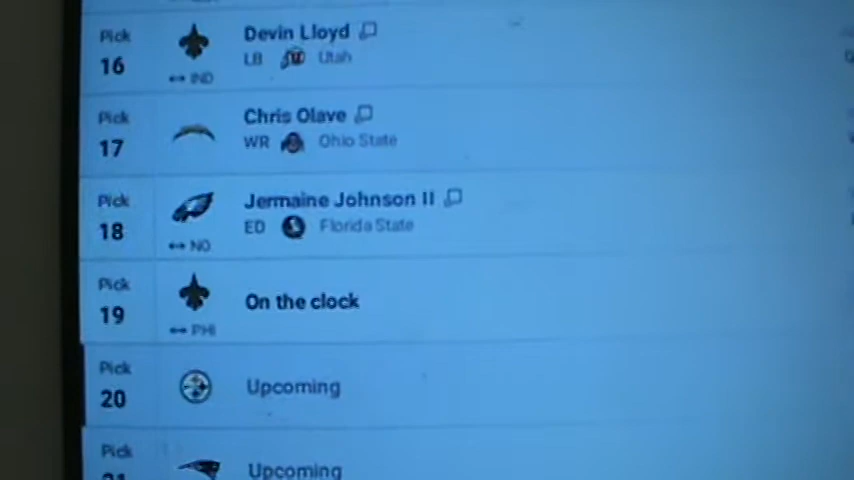 Pick
16
IND
Devin Lloyd
LB Utah
Pick
17
Chris Olave
WR Ohio State
Pick
18
NO
Jermaine Johnson II
ED Florida State
Pick
19
PHI
On the clock
Pick
20
Upcoming
Pick
21
Upcoming